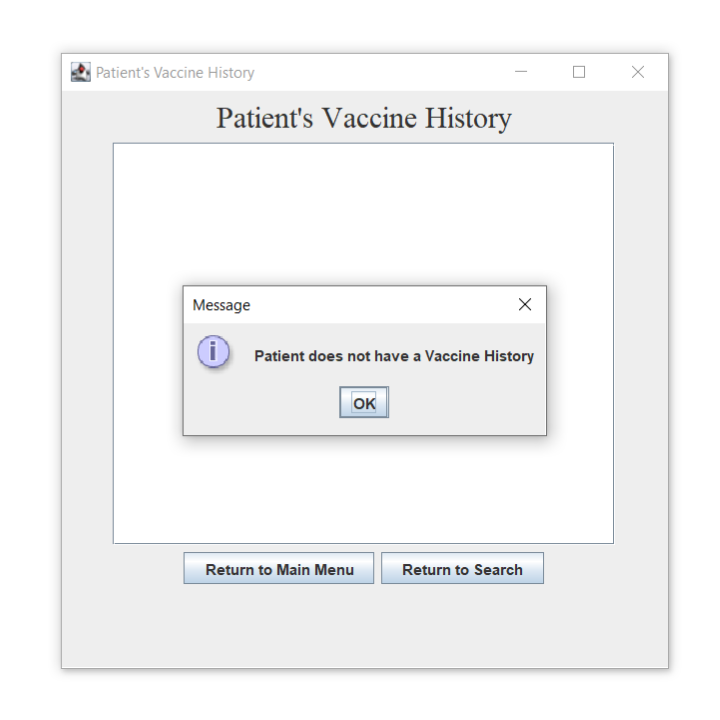 Patient's Vaccine History
Patient's Vaccine History
Message
i
Patient does not have a Vaccine History
OK
Return to Main Menu
Return to Search